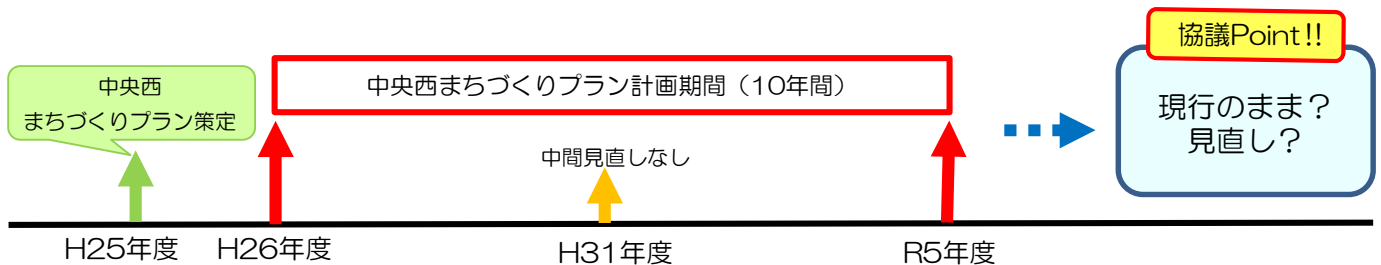 協議Point!!
中央西
まちづくりプラン策定
中央西まちづくりプラン計画期間（10年間）
現行のまま？
見直し？
中間見直しなし
H25年度
H26年度
H31年度
R5年度